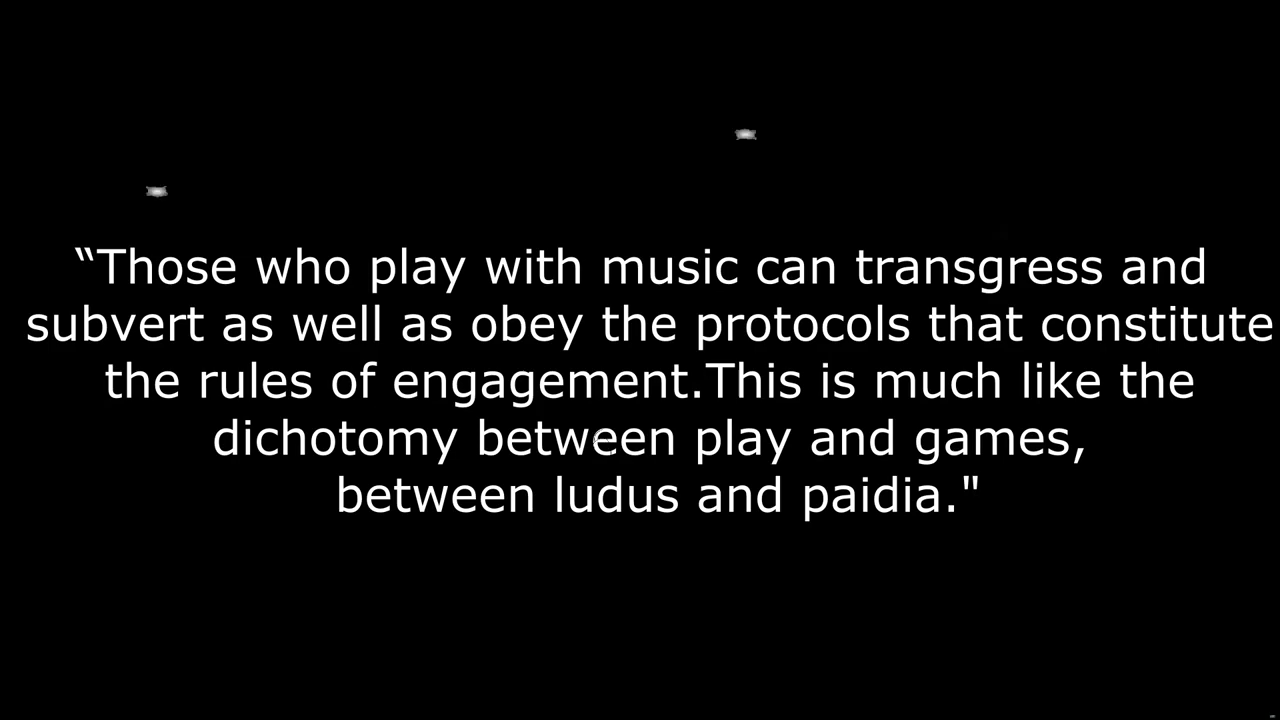 “Those who play with music can transgress and
subvert as well as obey the protocols that constitute
the rules of engagement.This is much like the
dichotomy between play and games,
between ludus and paidia."